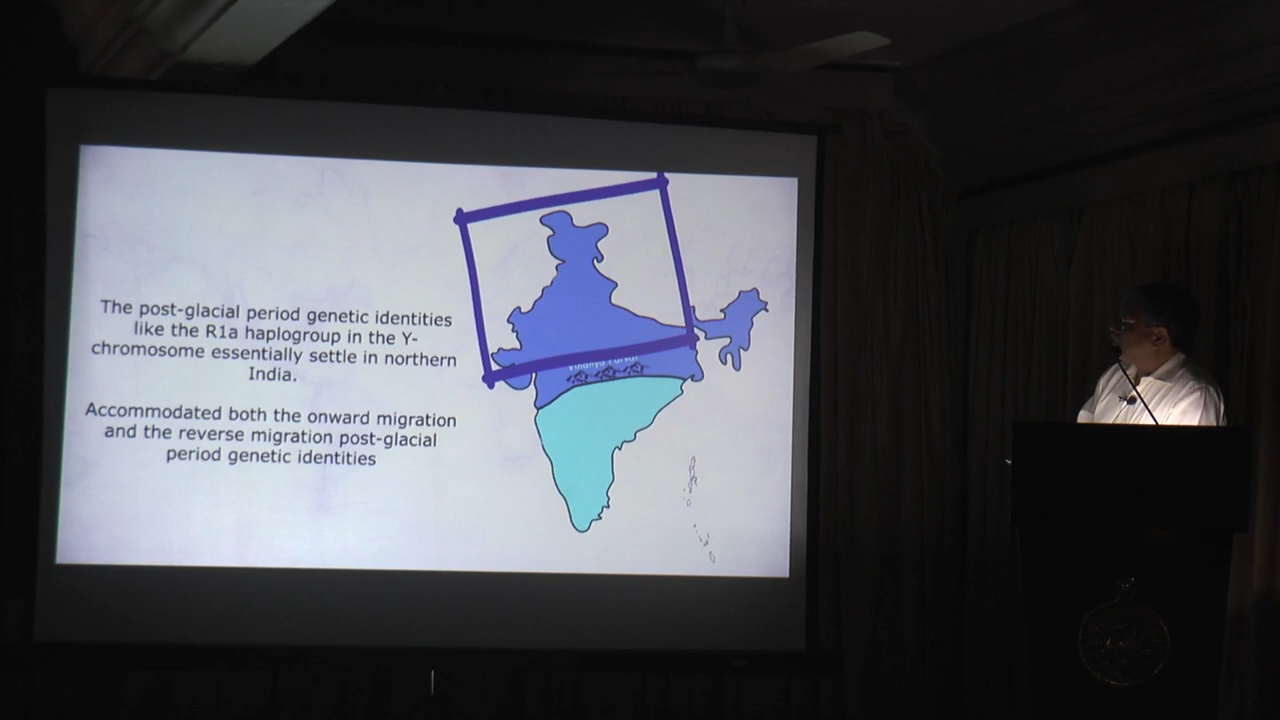 The post-glacial period genetic identities
like the R1a haplogroup in the Y-
chromosome essentially settle in northern
India.
Accommodated both the onward migration
and the reverse migration post-glacial
period genetic identities
Vindhya Parvat